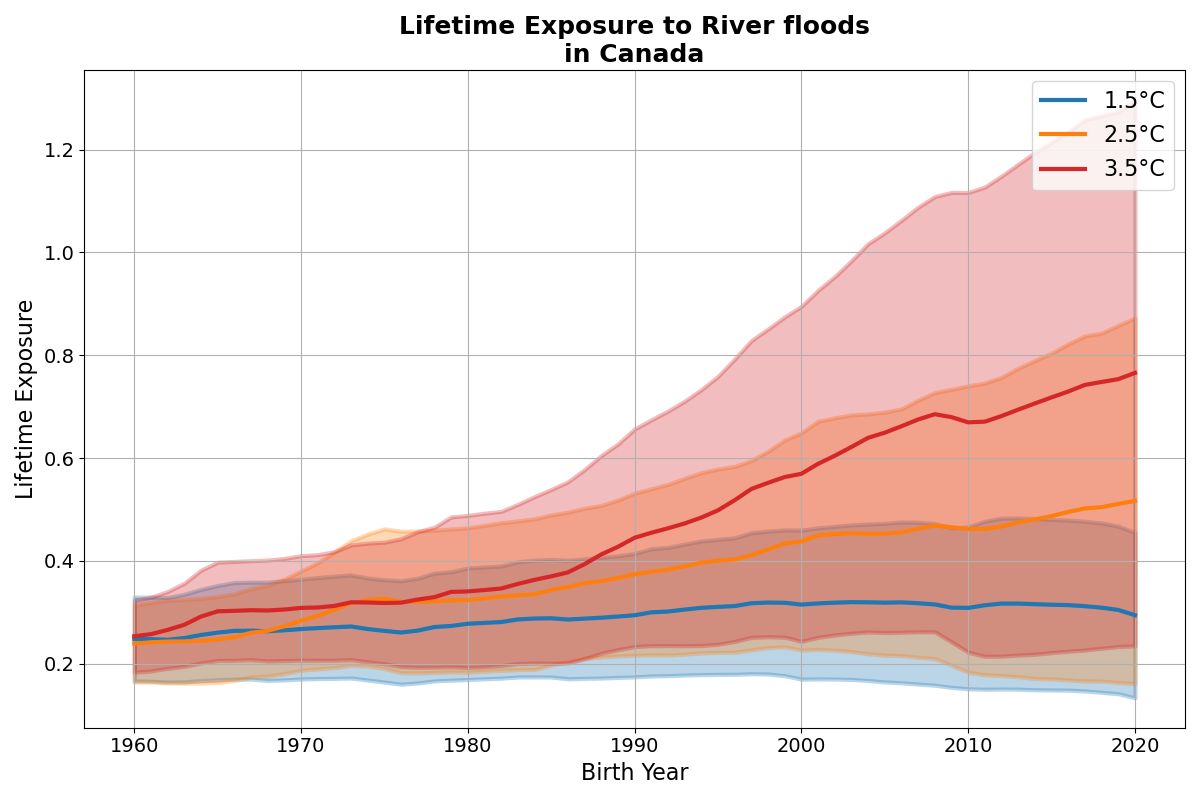 Lifetime Exposure to River floods
in Canada
1.5°C
2.5°C
3.5°C
Lifetime Exposure
1.2
1.0
0.8
0.6
0.4
0.2
1960 1970 1980 1990 2000 2010 2020
Birth Year